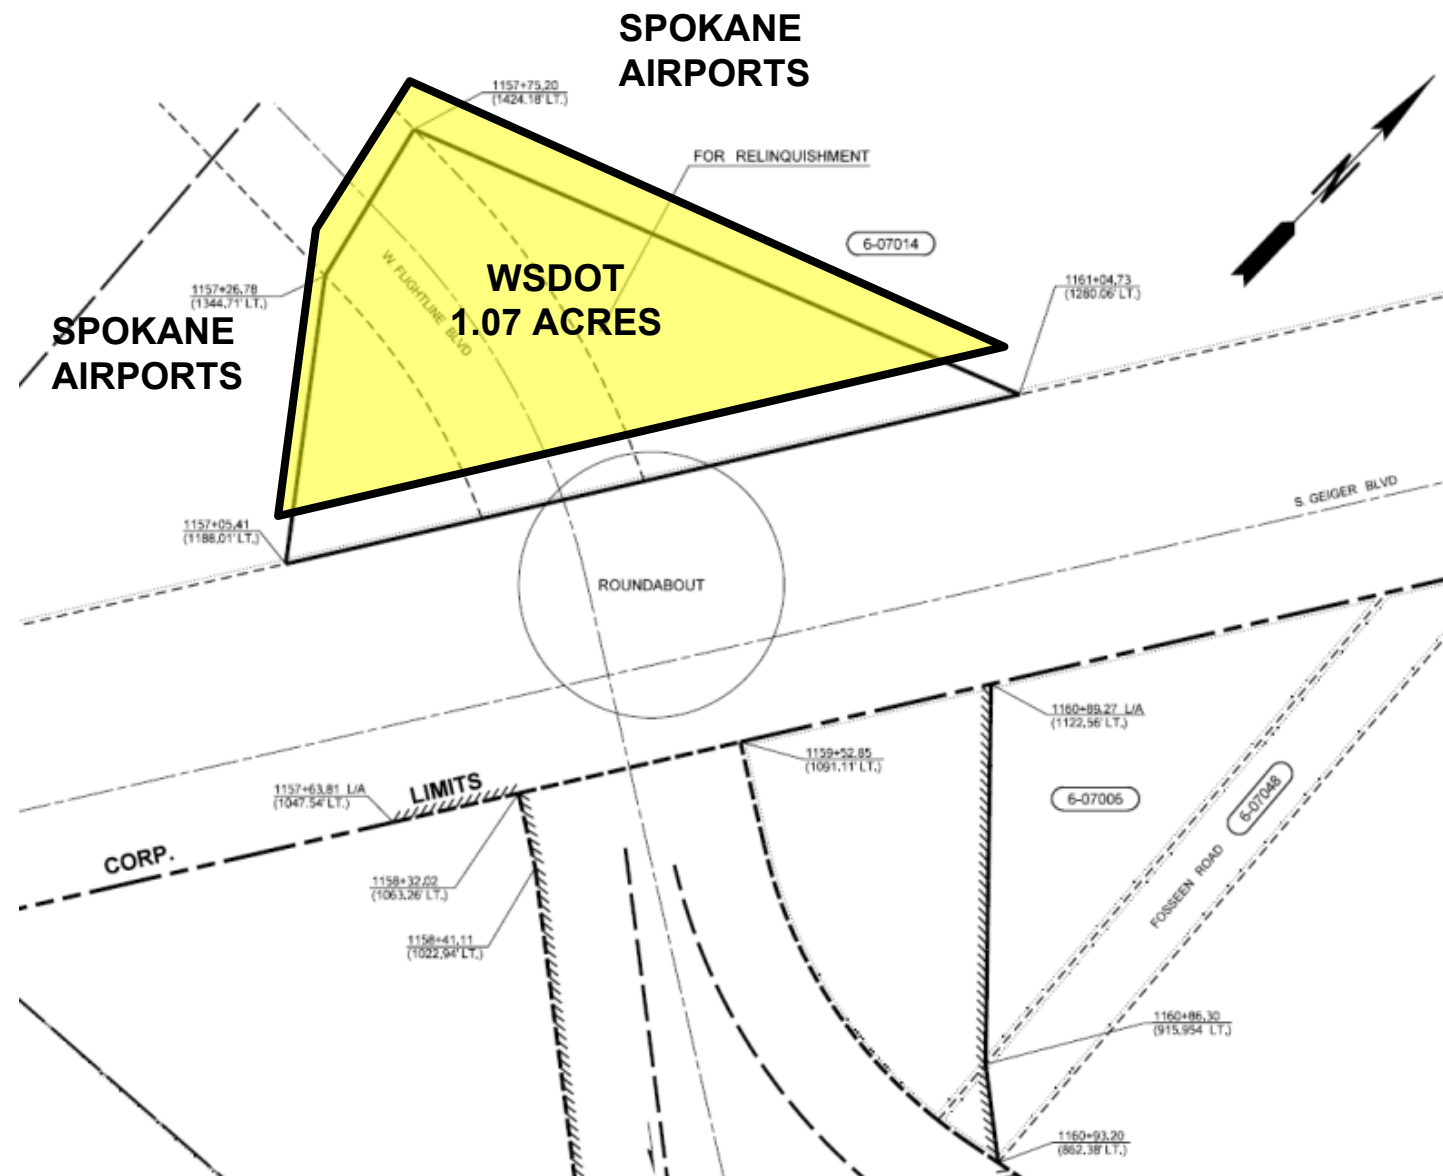 SPOKANE
AIRPORTS
1157+75.20
(1424.18' LT.)
FOR RELINQUISHMENT
6-07014
N
W. FLIGHTLINE BLVD
WSDOT
1.07 ACRES
1157+26.78
(1344.71' LT.)
1161+04.73
(1280.06' LT.)
SPOKANE
AIRPORTS
S. GEIGER BLVD
1157+05.41
(1188.01' LT.)
ROUNDABOUT
1160+89.27 L/A
(1122.56' LT.)
1159+52.85
(1091.11' LT.)
1157+63.81 L/A
(1047.54' LT.)
LIMITS
6-07006
6-07048
CORP.
1158+32.02
(1063.26' LT.)
FOSSEEN ROAD
1158+41.11
(1022.94' LT.)
1160+86.30
(915.954 LT.)
1160+93.20
(862.38' LT.)